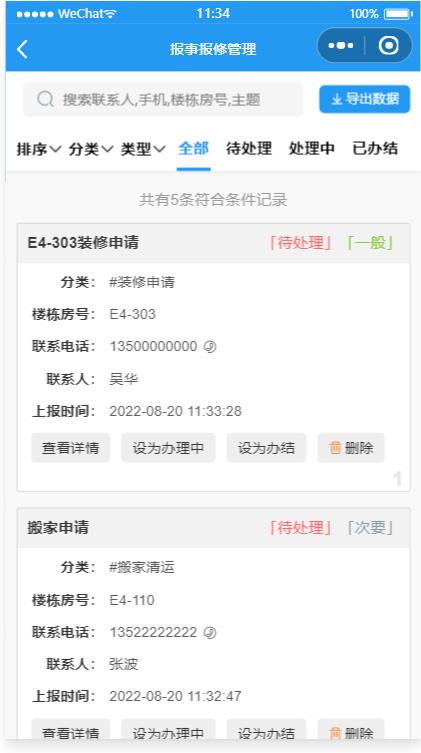 WeChat 11:34 100%
报事报修管理
搜索联系人,手机,楼栋房号,主题 导出数据
排序 分类 类型 全部 待处理 处理中 已办结
共有5条符合条件记录
E4-303装修申请 「待处理」 「一般」
分类: #装修申请
楼栋房号: E4-303
联系电话: 13500000000
联系人: 吴华
上报时间: 2022-08-20 11:33:28
查看详情 设为办理中 设为办结 删除
1
搬家申请 「待处理」 「次要」
分类: #搬家清运
楼栋房号: E4-110
联系电话: 13522222222
联系人: 张波
上报时间: 2022-08-20 11:32:47
查看详情 设为办理中 设为办结 删除